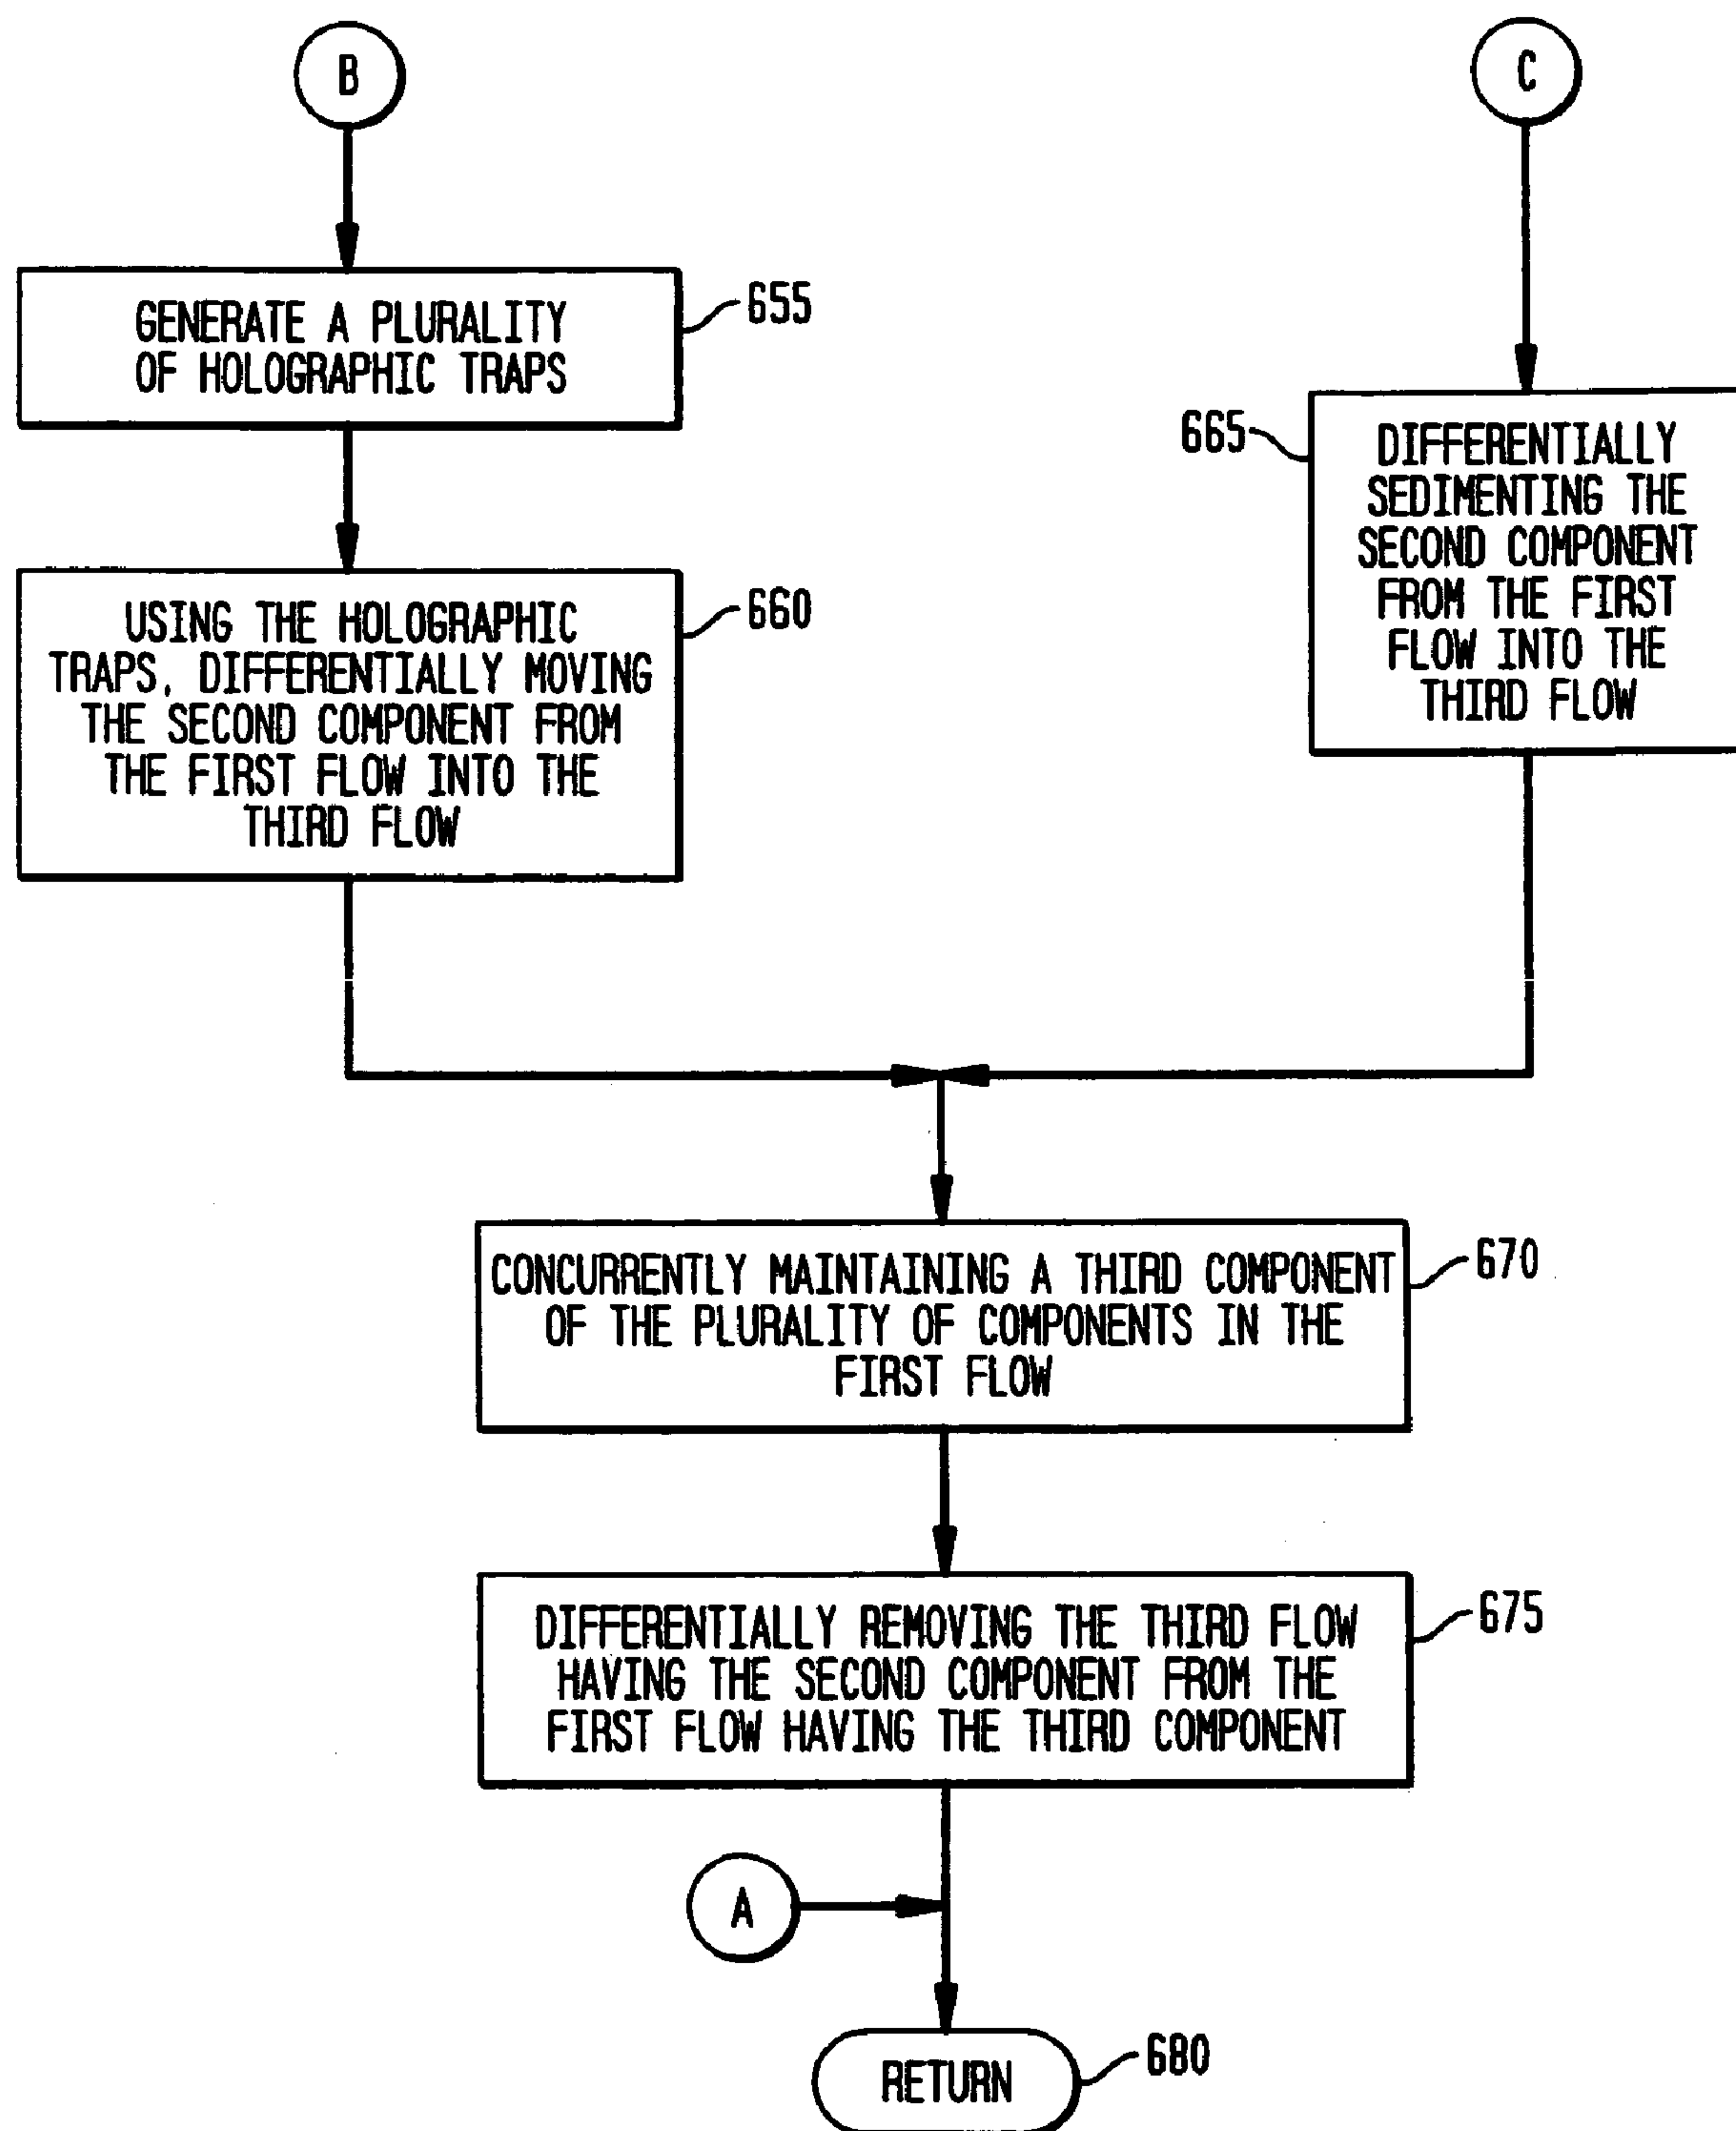 B
C
GENERATE A PLURALITY
OF HOLOGRAPHIC TRAPS
655
USING THE HOLOGRAPHIC
TRAPS, DIFFERENTIALLY MOVING
THE SECOND COMPONENT FROM
THE FIRST FLOW INTO THE
THIRD FLOW
660
665
DIFFERENTIALLY
SEDIMENTING THE
SECOND COMPONENT
FROM THE FIRST
FLOW INTO THE
THIRD FLOW
CONCURRENTLY MAINTAINING A THIRD COMPONENT
OF THE PLURALITY OF COMPONENTS IN THE
FIRST FLOW
670
DIFFERENTIALLY REMOVING THE THIRD FLOW
HAVING THE SECOND COMPONENT FROM THE
FIRST FLOW HAVING THE THIRD COMPONENT
675
A
RETURN
680